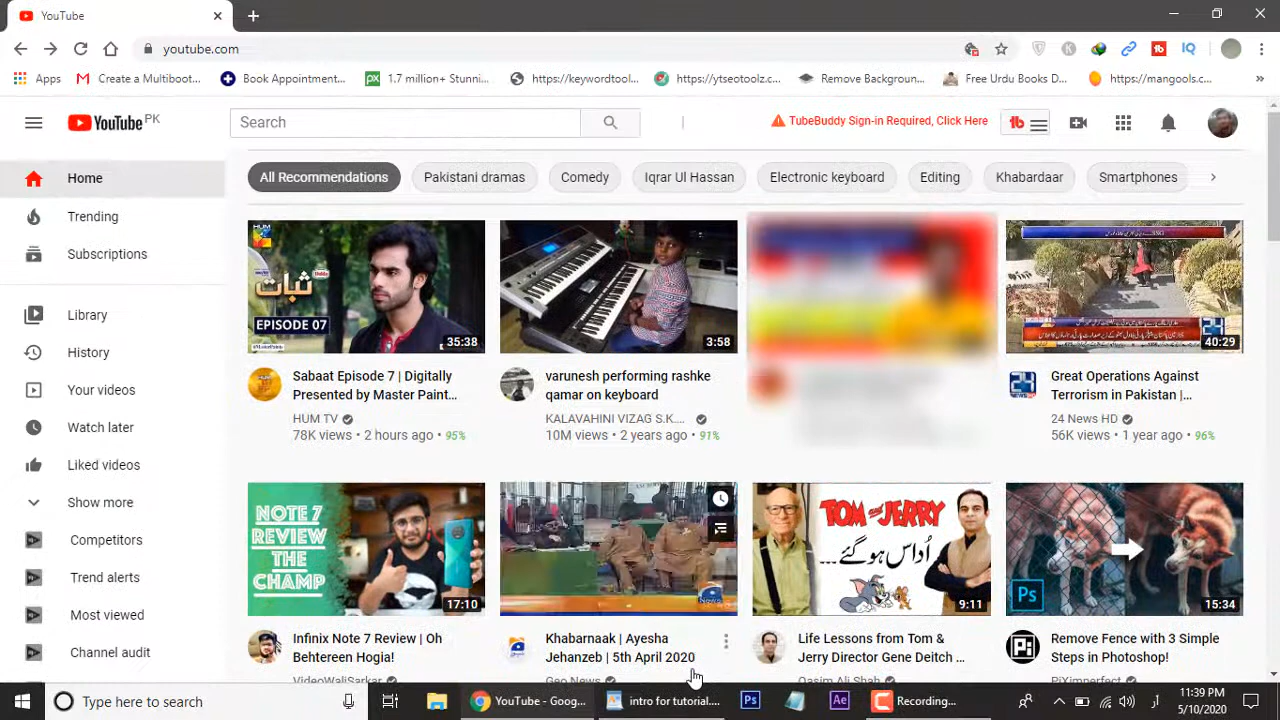 YouTube
youtube.com
Apps
Create a Multiboot...
Book Appointment...
1.7 million+ Stunni...
https://keywordtool...
https://ytseotoolz.c...
Remove Backgroun...
Free Urdu Books D...
https://mangools.c...
»
YouTube PK
Search
TubeBuddy Sign-in Required, Click Here
Home
Trending
Subscriptions
Library
History
Your videos
Watch later
Liked videos
Show more
Competitors
Trend alerts
Most viewed
Channel audit
All Recommendations
Pakistani dramas
Comedy
Iqrar Ul Hassan
Electronic keyboard
Editing
Khabardaar
Smartphones
HUM
ثبات
EPISODE 07
35:38
3:58
24
40:29
Sabaat Episode 7 | Digitally
Presented by Master Paint...
HUM TV
78K views • 2 hours ago • 95%
varunesh performing rashke
qamar on keyboard
KALAVAHINI VIZAG S.K....
10M views • 2 years ago • 91%
Great Operations Against
Terrorism in Pakistan |...
24 News HD
56K views • 1 year ago • 96%
NOTE 7
REVIEW
THE
CHAMP
17:10
TOM and JERRY
اُداس ہو گئے...
9:11
Ps
15:34
Infinix Note 7 Review | Oh
Behtereen Hogia!
VideoWaliSarkar
Khabarnaak | Ayesha
Jehanzeb | 5th April 2020
Geo News
Life Lessons from Tom &
Jerry Director Gene Deitch ...
Qasim Ali Shah
Remove Fence with 3 Simple
Steps in Photoshop!
PiXimperfect
Type here to search
YouTube - Goog...
intro for tutorial....
Ps
Ae
Recording...
11:39 PM
5/10/2020